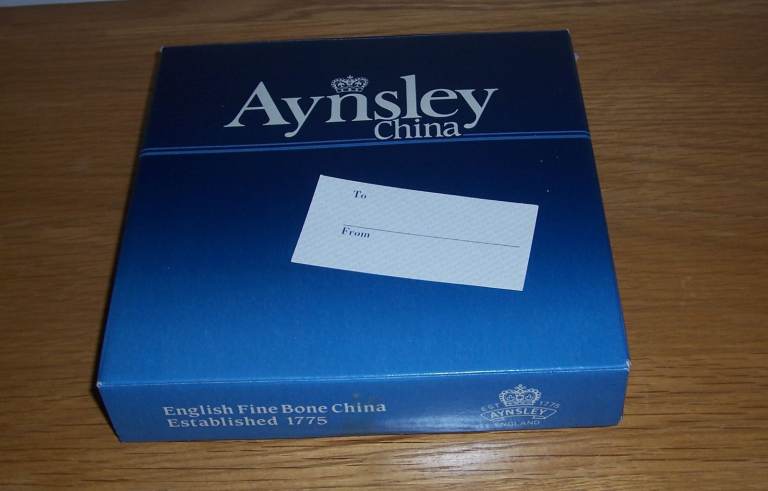 Aynsley
China
To
From
English Fine Bone China
Established 1775
EST 1775
AYNSLEY
ENGLAND